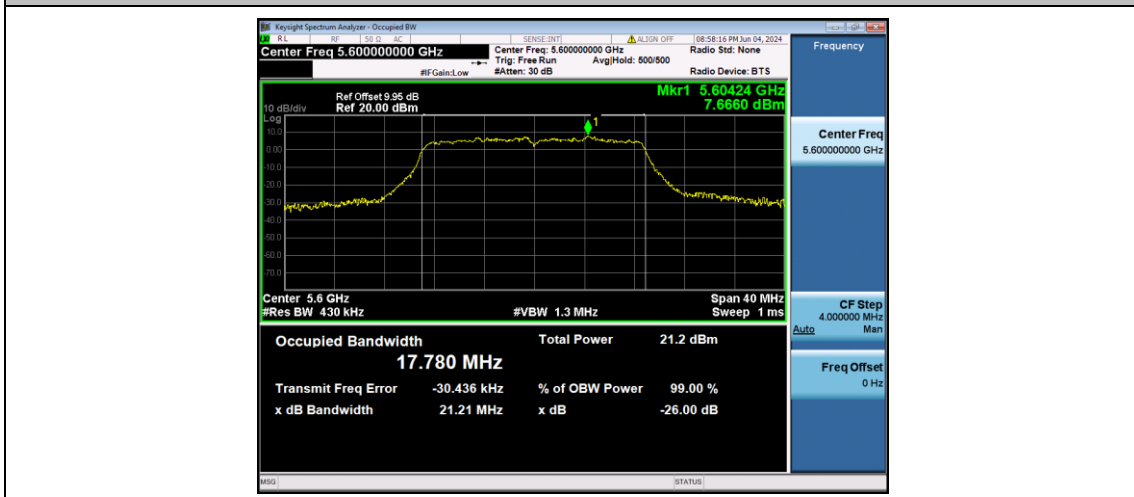 Keysight Spectrum Analyzer - Occupied BW
RL RF 50 Ω AC SENSE:INT ALIGN OFF 08:58:16 PM Jun 04, 2024
Center Freq 5.600000000 GHz
Center Freq: 5.600000000 GHz Radio Std: None
Trig: Free Run Avg|Hold: 500/500
#IFGain:Low #Atten: 30 dB Radio Device: BTS
Frequency
Mkr1 5.60424 GHz
7.6660 dBm
Ref Offset 9.95 dB
10 dB/div Ref 20.00 dBm
Log
10.0
0.00
-10.0
-20.0
-30.0
-40.0
-50.0
-60.0
-70.0
1
Center 5.6 GHz Span 40 MHz
#Res BW 430 kHz #VBW 1.3 MHz Sweep 1 ms
Center Freq
5.600000000 GHz
CF Step
4.000000 MHz
Auto Man
Freq Offset
0 Hz
Occupied Bandwidth Total Power 21.2 dBm
17.780 MHz
Transmit Freq Error -30.436 kHz % of OBW Power 99.00 %
x dB Bandwidth 21.21 MHz x dB -26.00 dB
MSG STATUS